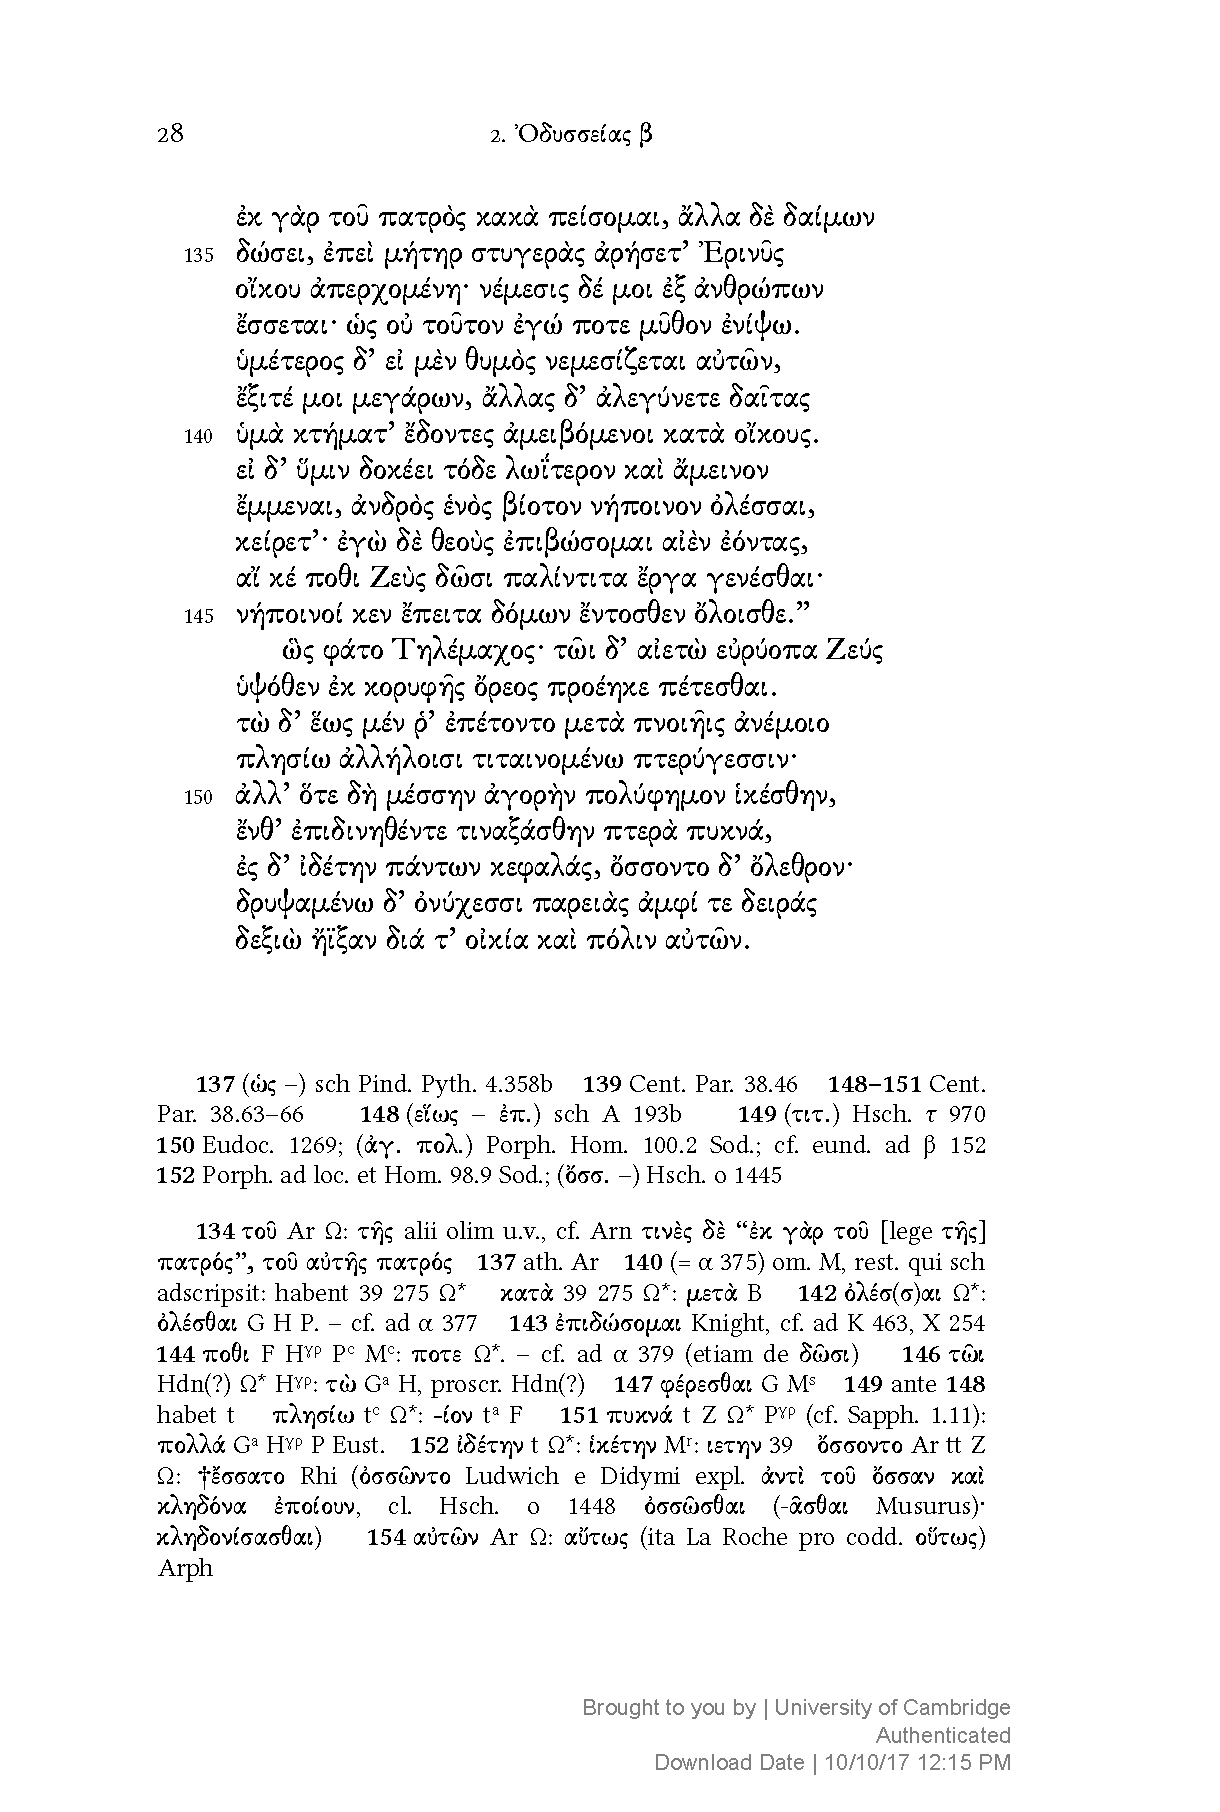 28 2. Ὀδυσσείας β
ἐκ γὰρ τοῦ πατρὸς κακὰ πείσομαι, ἄλλα δὲ δαίμων
135 δώσει, ἐπεὶ μήτηρ στυγερὰς ἀρήσετ’ Ἐρινῦς
οἴκου ἀπερχομένη· νέμεσις δέ μοι ἐξ ἀνθρώπων
ἔσσεται· ὡς οὐ τοῦτον ἐγώ ποτε μῦθον ἐνίψω.
ὑμέτερος δ’ εἰ μὲν θυμὸς νεμεσίζεται αὐτῶν,
ἔξιτέ μοι μεγάρων, ἄλλας δ’ ἀλεγύνετε δαῖτας
140 ὑμὰ κτήματ’ ἔδοντες ἀμειβόμενοι κατὰ οἴκους.
εἰ δ’ ὕμιν δοκέει τόδε λωΐτερον καὶ ἄμεινον
ἔμμεναι, ἀνδρὸς ἑνὸς βίοτον νήποινον ὀλέσσαι,
κείρετ’· ἐγὼ δὲ θεοὺς ἐπιβώσομαι αἰὲν ἐόντας,
αἴ κέ ποθι Ζεὺς δῶσι παλίντιτα ἔργα γενέσθαι·
145 νήποινοί κεν ἔπειτα δόμων ἔντοσθεν ὄλοισθε.”
ὣς φάτο Τηλέμαχος· τῶι δ’ αἰετὼ εὐρύοπα Ζεύς
ὑψόθεν ἐκ κορυφῆς ὄρεος προέηκε πέτεσθαι.
τὼ δ’ ἕως μέν ῥ’ ἐπέτοντο μετὰ πνοιῆις ἀνέμοιο
πλησίω ἀλλήλοισι τιταινομένω πτερύγεσσιν·
150 ἀλλ’ ὅτε δὴ μέσσην ἀγορὴν πολύφημον ἱκέσθην,
ἔνθ’ ἐπιδινηθέντε τιναξάσθην πτερὰ πυκνά,
ἐς δ’ ἰδέτην πάντων κεφαλάς, ὄσσοντο δ’ ὄλεθρον·
δρυψαμένω δ’ ὀνύχεσσι παρειὰς ἀμφί τε δειράς
δεξιὼ ἤϊξαν διά τ’ οἰκία καὶ πόλιν αὐτῶν.
137 (ὡς –) sch Pind. Pyth. 4.358b 139 Cent. Par. 38.46 148–151 Cent.
Par. 38.63–66 148 (εἵως – ἐπ.) sch A 193b 149 (τιτ.) Hsch. τ 970
150 Eudoc. 1269; (ἀγ. πολ.) Porph. Hom. 100.2 Sod.; cf. eund. ad β 152
152 Porph. ad loc. et Hom. 98.9 Sod.; (ὄσσ. –) Hsch. ο 1445
134 τοῦ Ar Ω: τῆς alii olim u.v., cf. Arn τινὲς δὲ “ἐκ γὰρ τοῦ [lege τῆς]
πατρός”, τοῦ αὐτῆς πατρός 137 ath. Ar 140 (= α 375) om. M, rest. qui sch
adscripsit: habent 39 275 Ω* κατὰ 39 275 Ω*: μετὰ B 142 ὀλέσ(σ)αι Ω*:
ὀλέσθαι G H P. – cf. ad α 377 143 ἐπιδώσομαι Knight, cf. ad K 463, X 254
144 ποθι F Hγρ Pc Mc: ποτε Ω*. – cf. ad α 379 (etiam de δῶσι) 146 τῶι
Hdn(?) Ω* Hγρ: τὼ Ga H, proscr. Hdn(?) 147 φέρεσθαι G Ms 149 ante 148
habet t πλησίω tc Ω*: -ίον ta F 151 πυκνά t Z Ω* Pγρ (cf. Sapph. 1.11):
πολλά Ga Hγρ P Eust. 152 ἰδέτην t Ω*: ἱκέτην Mr: ιετην 39 ὄσσοντο Ar tt Z
Ω: †ἔσσατο Rhi (ὀσσῶντο Ludwich e Didymi expl. ἀντὶ τοῦ ὄσσαν καὶ
κληδόνα ἐποίουν, cl. Hsch. ο 1448 ὀσσῶσθαι (-ᾶσθαι Musurus)·
κληδονίσασθαι) 154 αὐτῶν Ar Ω: αὔτως (ita La Roche pro codd. οὕτως)
Arph
Brought to you by | University of Cambridge
Authenticated
Download Date | 10/10/17 12:15 PM